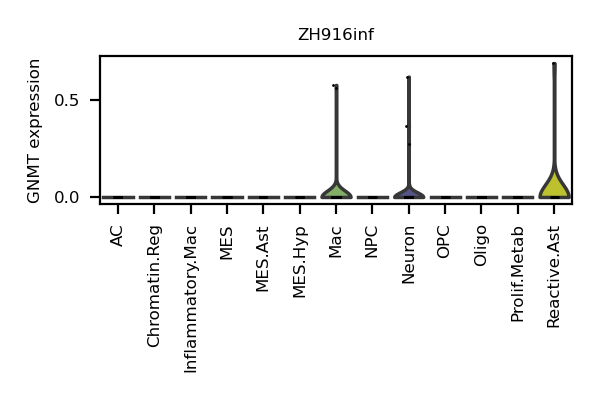 ZH916inf
GNMT expression
0.5
0.0
AC
Chromatin.Reg
Inflammatory.Mac
MES
MES.Ast
MES.Hyp
Mac
NPC
Neuron
OPC
Oligo
Prolif.Metab
Reactive.Ast